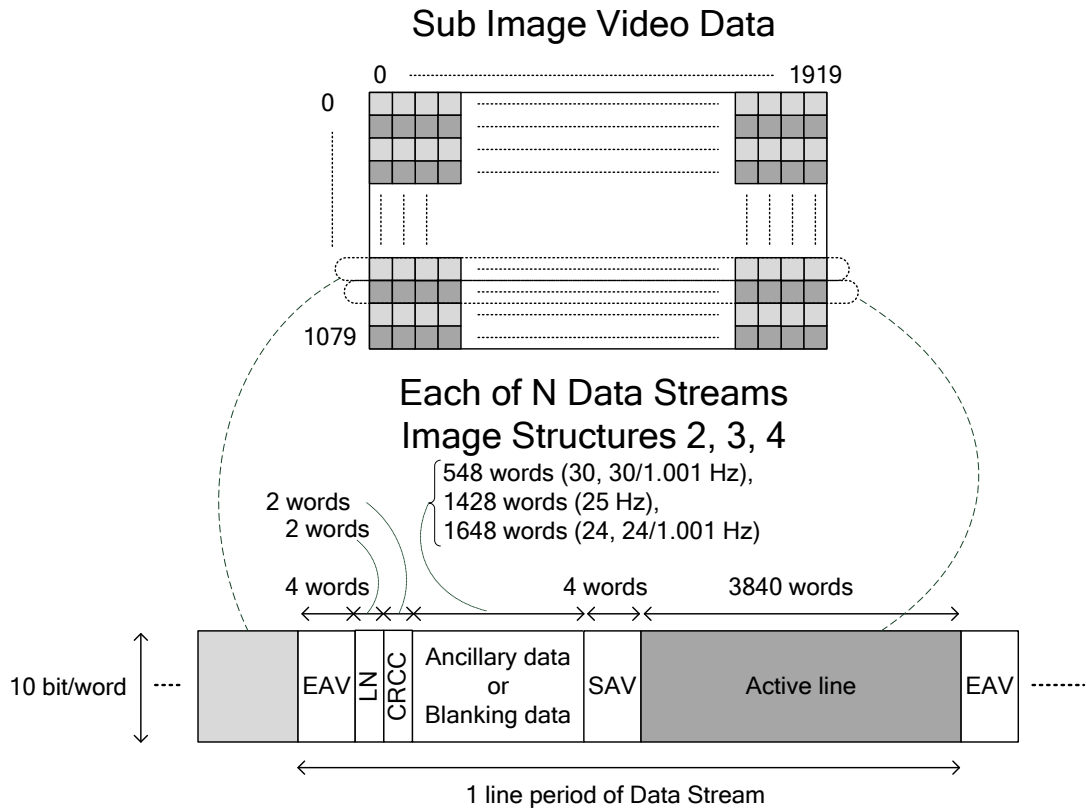 Sub Image Video Data
0 1919
0
1079
Each of N Data Streams
Image Structures 2, 3, 4
548 words (30, 30/1.001 Hz),
1428 words (25 Hz),
1648 words (24, 24/1.001 Hz)
2 words
2 words
4 words 4 words 3840 words
10 bit/word
EAV
LN
CRCC
Ancillary data
or
Blanking data
SAV
Active line
EAV
1 line period of Data Stream